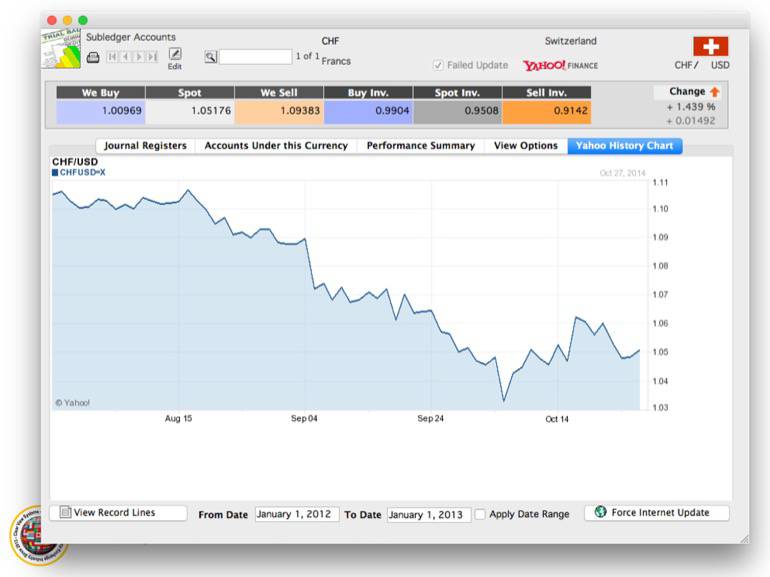 Subledger Accounts
TRIAL BAL
Edit
1 of 1
CHF
Francs
Switzerland
Failed Update
YAHOO! FINANCE
CHF/ USD
We Buy Spot We Sell Buy Inv. Spot Inv. Sell Inv.
1.00969 1.05176 1.09383 0.9904 0.9508 0.9142
Change
+ 1.439 %
+ 0.01492
Journal Registers Accounts Under this Currency Performance Summary View Options Yahoo History Chart
CHF/USD
CHFUSD=X
Oct 27, 2014
1.11
1.10
1.09
1.08
1.07
1.06
1.05
1.04
1.03
© Yahoo!
Aug 15 Sep 04 Sep 24 Oct 14
View Record Lines From Date January 1, 2012 To Date January 1, 2013 Apply Date Range Force Internet Update